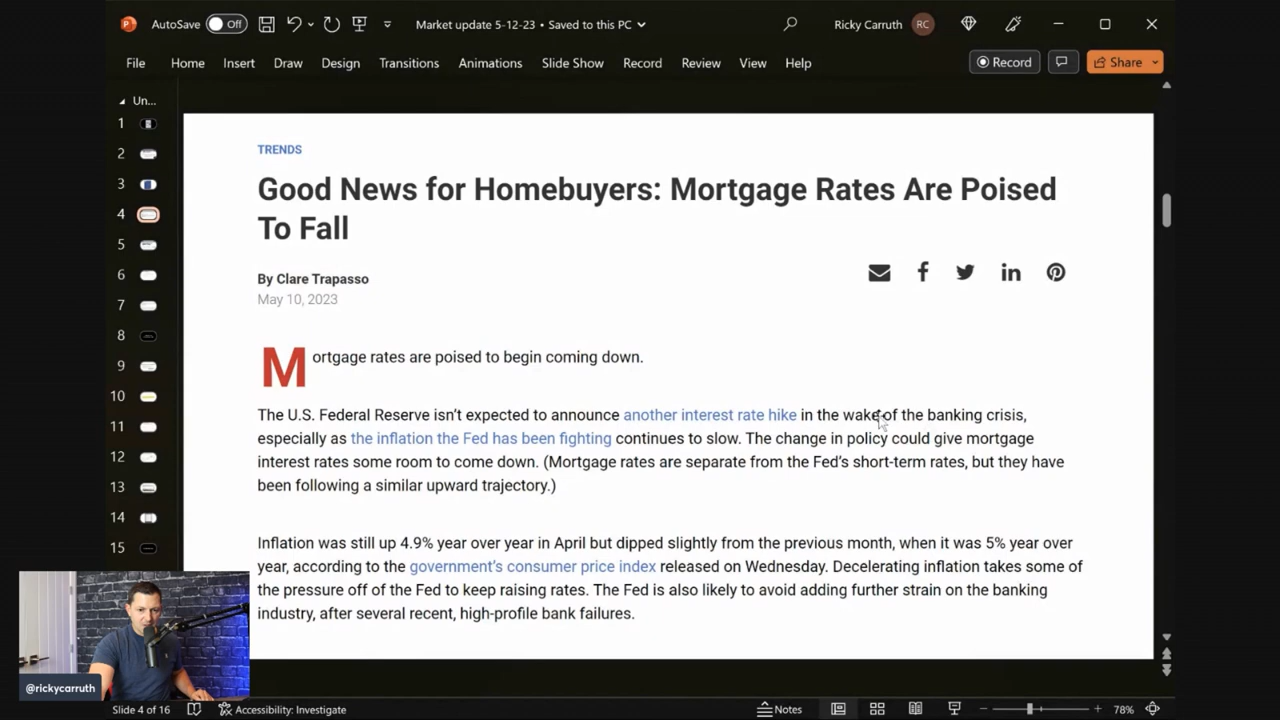 AutoSave Off Market update 5-12-23 • Saved to this PC Ricky Carruth RC
File Home Insert Draw Design Transitions Animations Slide Show Record Review View Help Record Share
Un...
1
2
3
4
5
6
7
8
9
10
11
12
13
14
15
TRENDS
Good News for Homebuyers: Mortgage Rates Are Poised
To Fall
By Clare Trapasso
May 10, 2023
Mortgage rates are poised to begin coming down.
The U.S. Federal Reserve isn’t expected to announce another interest rate hike in the wake of the banking crisis,
especially as the inflation the Fed has been fighting continues to slow. The change in policy could give mortgage
interest rates some room to come down. (Mortgage rates are separate from the Fed’s short-term rates, but they have
been following a similar upward trajectory.)
Inflation was still up 4.9% year over year in April but dipped slightly from the previous month, when it was 5% year over
year, according to the government’s consumer price index released on Wednesday. Decelerating inflation takes some of
the pressure off of the Fed to keep raising rates. The Fed is also likely to avoid adding further strain on the banking
industry, after several recent, high-profile bank failures.
@rickycarruth
Slide 4 of 16 Accessibility: Investigate Notes 78%